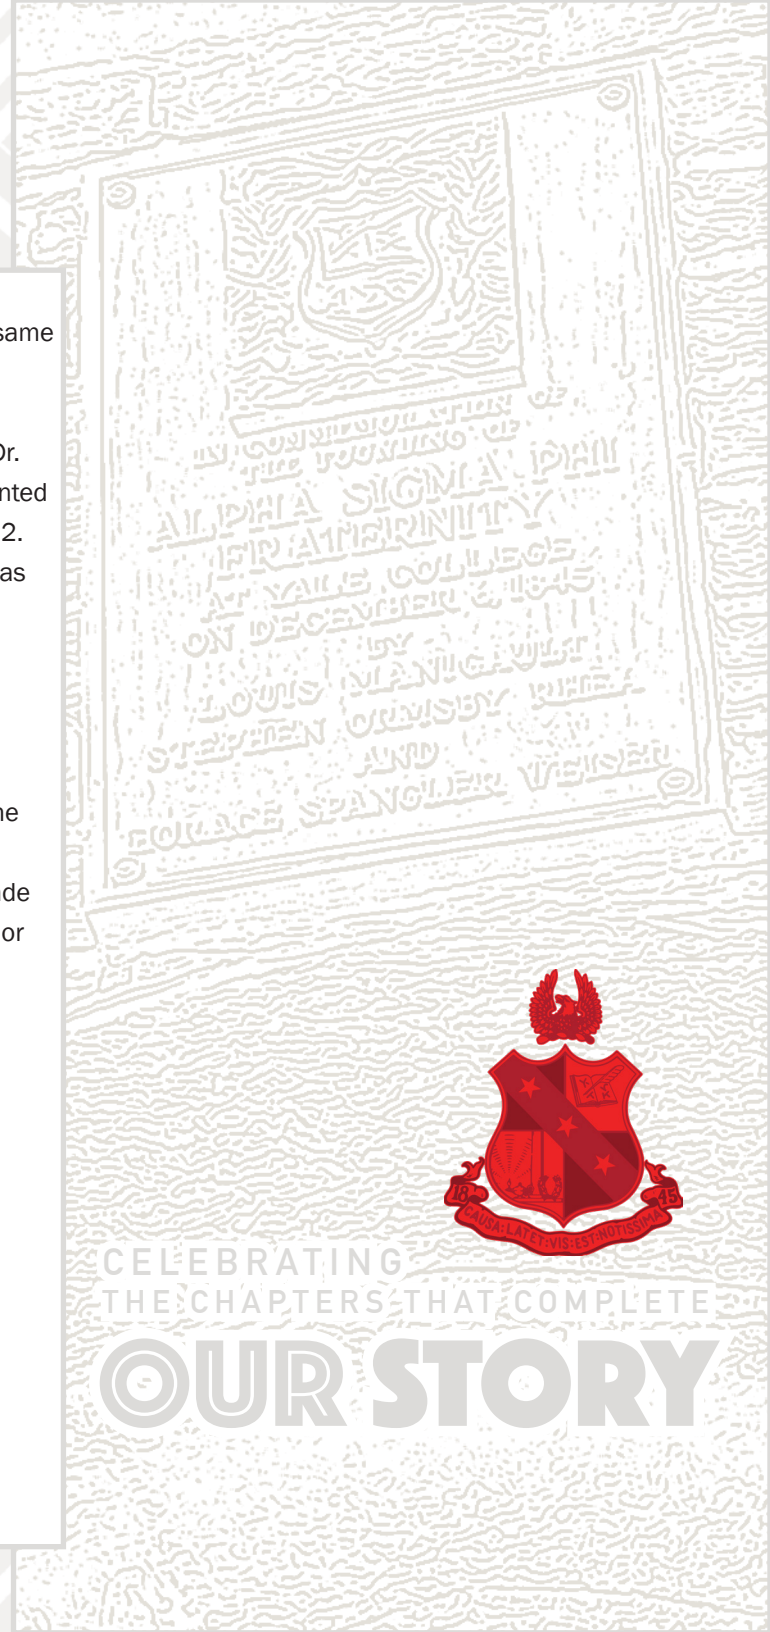 same
Dr.
nted
2.
as
ne
de
or
IN COMMEMORATION OF
THE FOUNDING OF
ALPHA SIGMA PHI
FRATERNITY
AT YALE COLLEGE
ON DECEMBER 6, 1845
BY
LOUIS MANIGAULT
STEPHEN ORMSBY RHEA
AND
HORACE SPANGLER WEISER
18
45
CAUSA:LATET:VIS:EST:NOTISSIMA
CELEBRATING
THE CHAPTERS THAT COMPLETE
OUR STORY